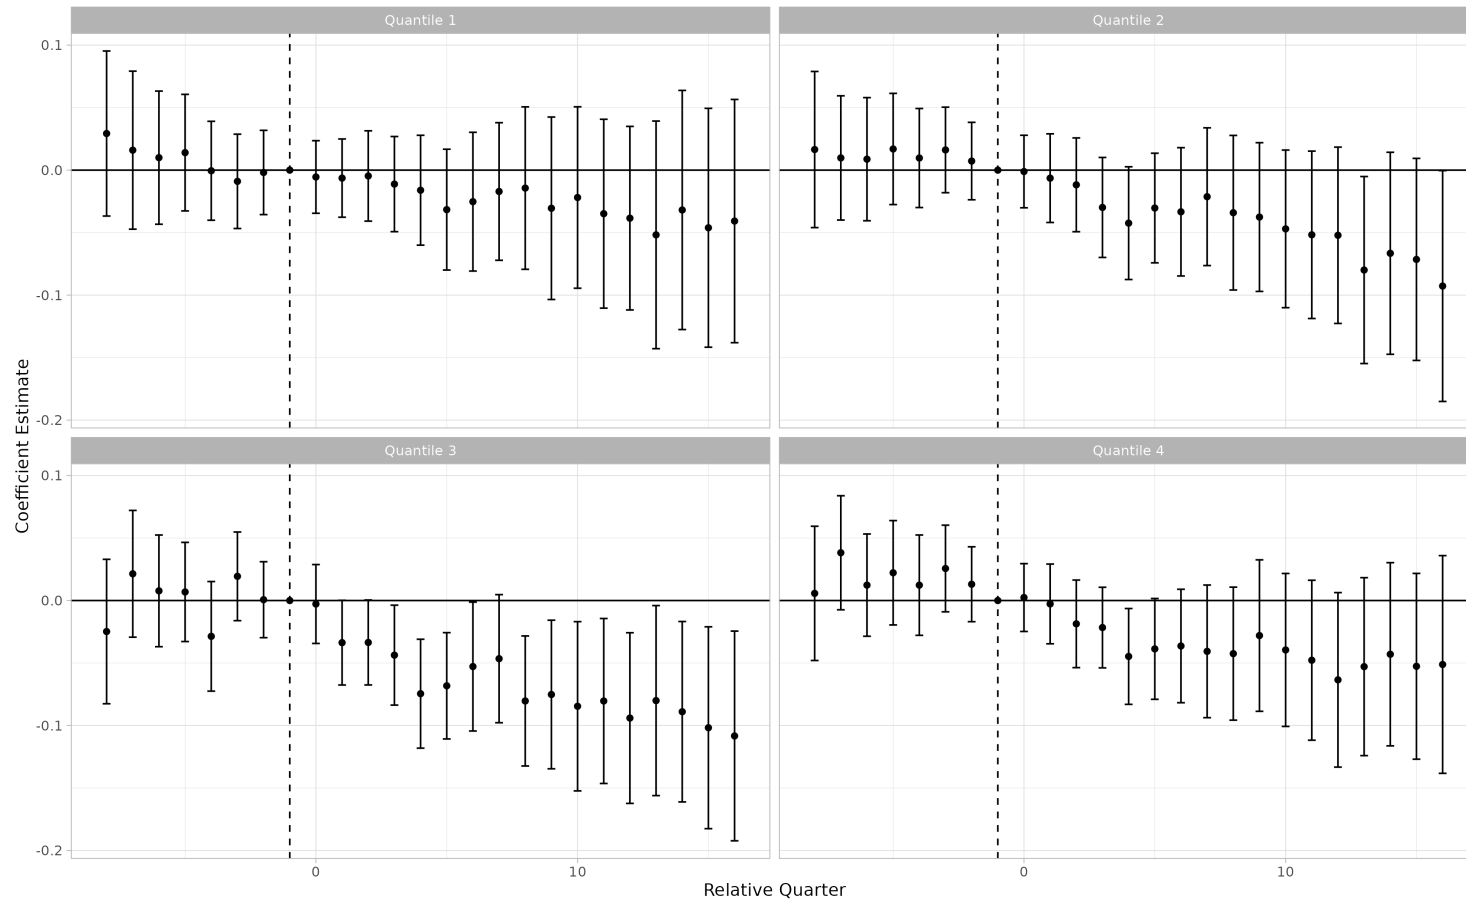 Quantile 1
Quantile 2
0.1
0.0
-0.1
-0.2
Quantile 3
Quantile 4
0.1
0.0
-0.1
-0.2
0
10
0
10
Relative Quarter
Coefficient Estimate